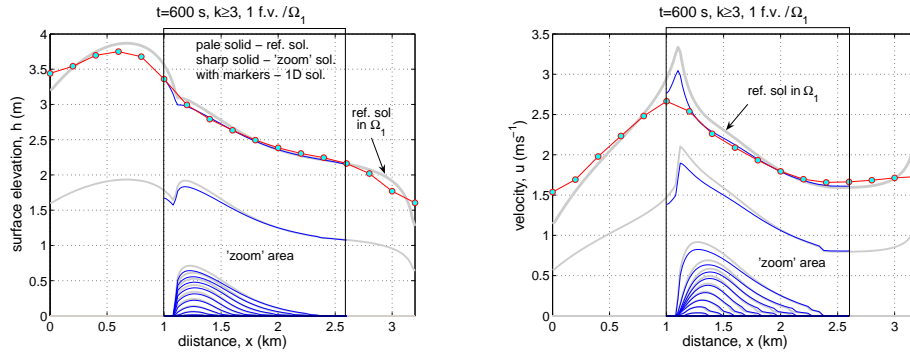 t=600 s, k≥3, 1 f.v. /Ω1
pale solid – ref. sol.
sharp solid – 'zoom' sol.
with markers – 1D sol.
ref. sol
in Ω1
'zoom' area
surface elevation, h (m)
4
3.5
3
2.5
2
1.5
1
0.5
0
0 0.5 1 1.5 2 2.5 3
diistance, x (km)
t=600 s, k≥3, 1 f.v. /Ω1
ref. sol in Ω1
'zoom' area
velocity, u (ms-1)
3.5
3
2.5
2
1.5
1
0.5
0
0 0.5 1 1.5 2 2.5 3
distance, x (km)